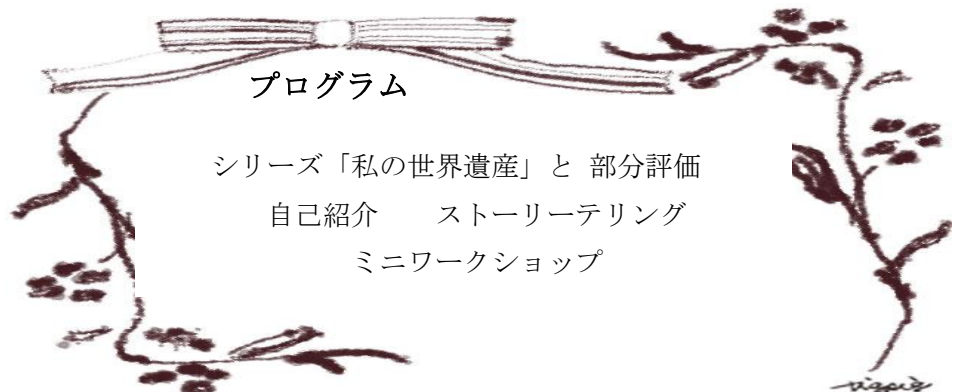 プログラム
シリーズ「私の世界遺産」と 部分評価
自己紹介　　ストーリーテリング
ミニワークショップ